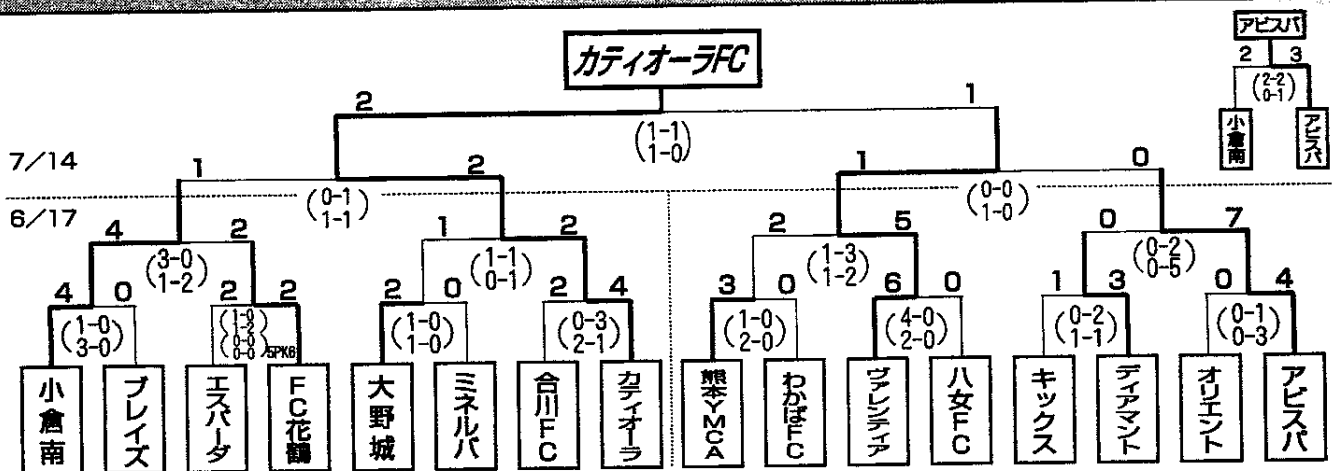 カティオーラFC
アビスパ
2 3
(2-2
0-1)
小倉南
アビスパ
2 1
(1-1
1-0)
7/14
1 2 1 0
(0-1
1-1)
(0-0
1-0)
6/17
4 2 1 2 2 5 0 7
(3-0
1-2)
(1-1
0-1)
(1-3
1-2)
(0-2
0-5)
4 0 2 2 2 0 2 4 3 0 6 0 1 3 0 4
(1-0
3-0)
(1-0
1-2)
(0-0
0-0) 5PK6
(1-0
1-0)
(0-3
2-1)
(1-0
2-0)
(4-0
2-0)
(0-2
1-1)
(0-1
0-3)
小倉南
ブレイズ
エスパーダ
FC花鶴
大野城
ミネルバ
合川FC
カティオーラ
熊本YMCA
わかばFC
ヴァレンティア
八女FC
キックス
ディアマント
オリエント
アビスパ